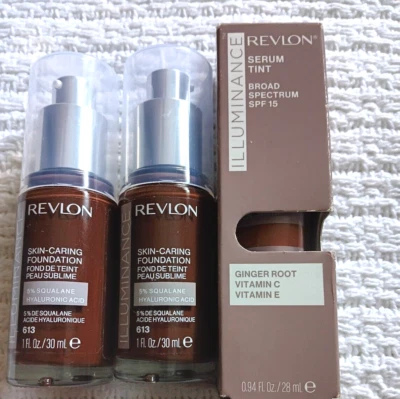 REVLON
SKIN-CARING
FOUNDATION
FOND DE TEINT
PEAU SUBLIME
5% SQUALANE
HYALURONIC ACID
5% DE SQUALANE
ACIDE HYALURONIQUE
613
1 Fl. Oz./ 30 mL e
ILLUMINANCE
REVLON
SKIN-CARING
FOUNDATION
FOND DE TEINT
PEAU SUBLIME
5% SQUALANE
HYALURONIC ACID
5% DE SQUALANE
ACIDE HYALURONIQUE
613
1 Fl. Oz./ 30 mL e
ILLUMINANCE
REVLON®
SERUM
TINT
BROAD
SPECTRUM
SPF 15
GINGER ROOT
VITAMIN C
VITAMIN E
0.94 fl. Oz./ 28 mL e